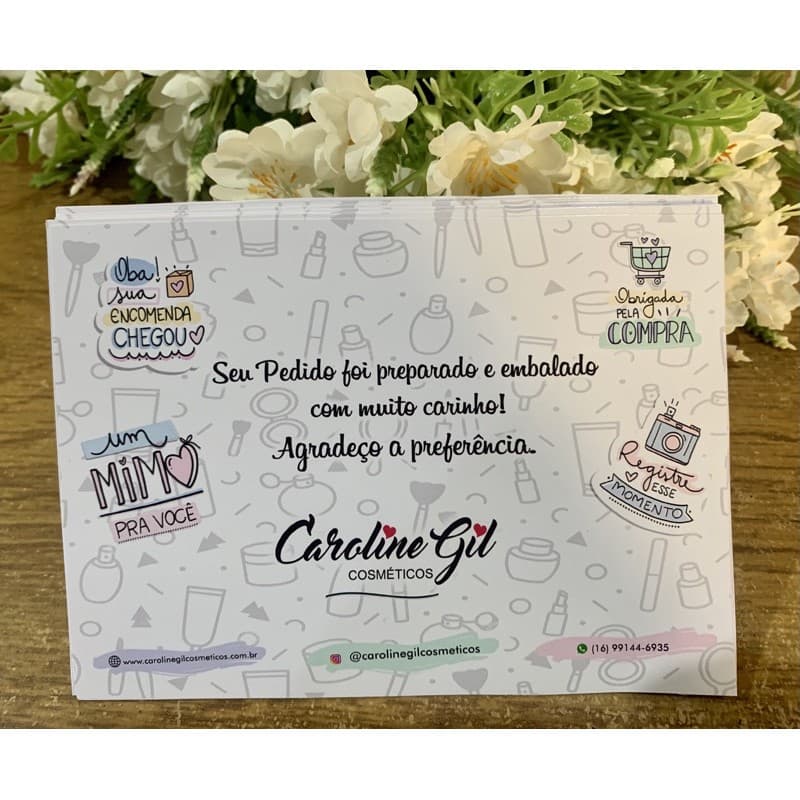 Oba!
sua
ENCOMENDA
CHEGOU
Obrigada
PELA
COMPRA
Seu Pedido foi preparado e embalado
com muito carinho!
Agradeço a preferência..
um
MiMO
PRA VOCÊ
Registre
ESSE
MOMENTO
Caroline Gil
COSMÉTICOS
www.carolinegilcosmeticos.com.br
@carolinegilcosmeticos
(16) 99144-6935